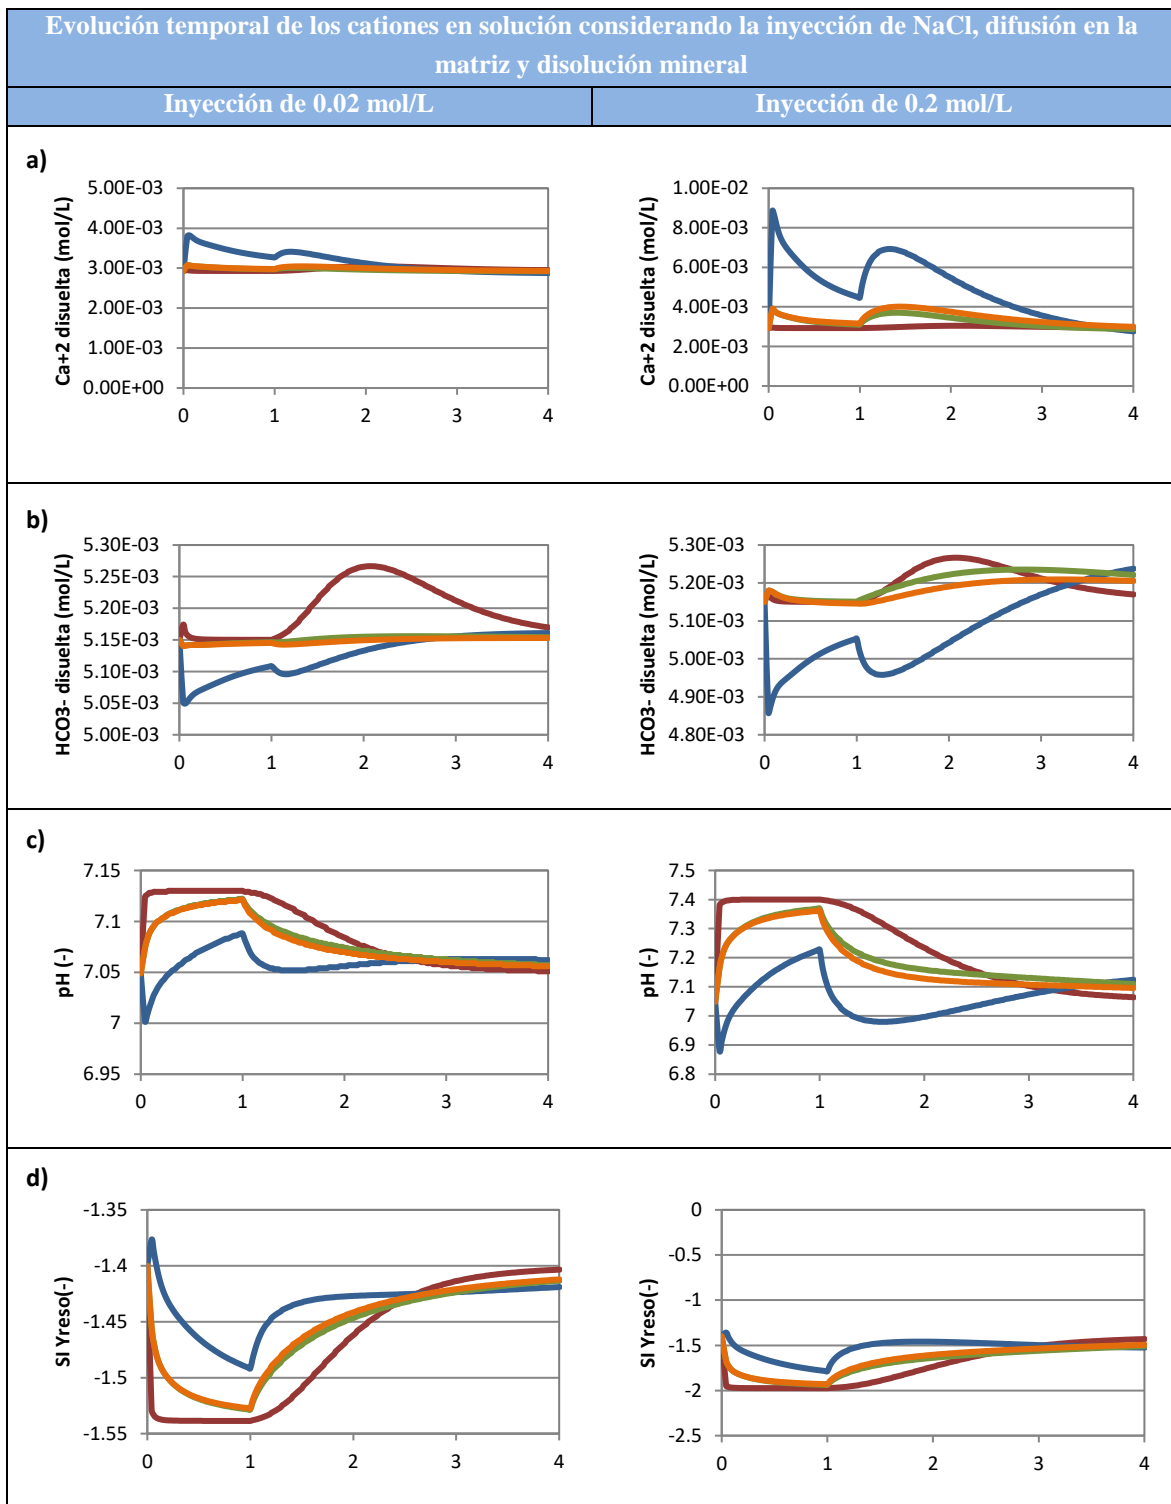 Evolución temporal de los cationes en solución considerando la inyección de NaCl, difusión en la
matriz y disolución mineral
Inyección de 0.02 mol/L
Inyección de 0.2 mol/L
a)
Ca+2 disuelta (mol/L)
5.00E-03
4.00E-03
3.00E-03
2.00E-03
1.00E-03
0.00E+00
0 1 2 3 4
Ca+2 disuelta (mol/L)
1.00E-02
8.00E-03
6.00E-03
4.00E-03
2.00E-03
0.00E+00
0 1 2 3 4
b)
HCO3- disuelta (mol/L)
5.30E-03
5.25E-03
5.20E-03
5.15E-03
5.10E-03
5.05E-03
5.00E-03
0 1 2 3 4
HCO3- disuelta (mol/L)
5.30E-03
5.20E-03
5.10E-03
5.00E-03
4.90E-03
4.80E-03
0 1 2 3 4
c)
pH (-)
7.15
7.1
7.05
7
6.95
0 1 2 3 4
pH (-)
7.5
7.4
7.3
7.2
7.1
7
6.9
6.8
0 1 2 3 4
d)
SI Yreso(-)
-1.35
-1.4
-1.45
-1.5
-1.55
0 1 2 3 4
SI Yreso(-)
0
-0.5
-1
-1.5
-2
-2.5
0 1 2 3 4